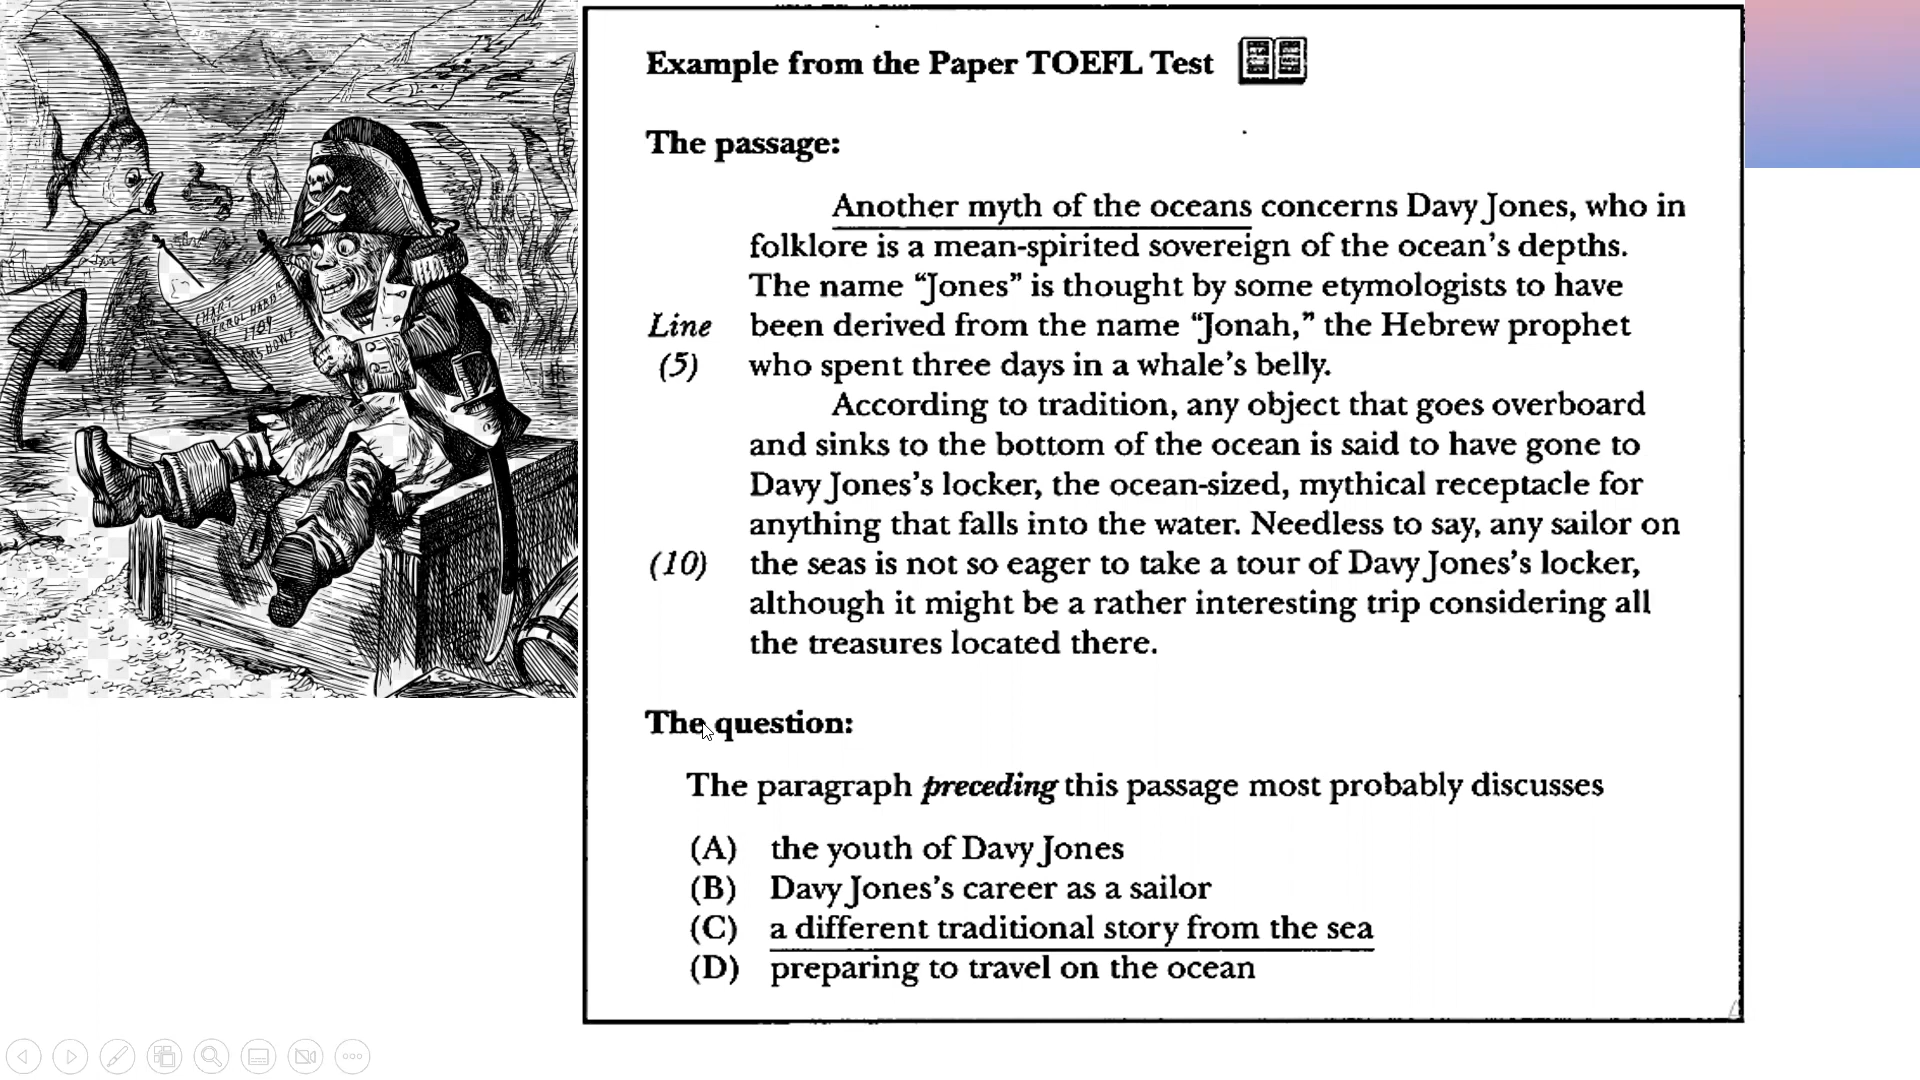 CHART
1789
Example from the Paper TOEFL Test
The passage:
Another myth of the oceans concerns Davy Jones, who in
folklore is a mean-spirited sovereign of the ocean's depths.
The name “Jones” is thought by some etymologists to have
Line been derived from the name “Jonah,” the Hebrew prophet
(5) who spent three days in a whale's belly.
According to tradition, any object that goes overboard
and sinks to the bottom of the ocean is said to have gone to
Davy Jones's locker, the ocean-sized, mythical receptacle for
anything that falls into the water. Needless to say, any sailor on
(10) the seas is not so eager to take a tour of Davy Jones's locker,
although it might be a rather interesting trip considering all
the treasures located there.
The question:
The paragraph preceding this passage most probably discusses
(A) the youth of Davy Jones
(B) Davy Jones's career as a sailor
(C) a different traditional story from the sea
(D) preparing to travel on the ocean